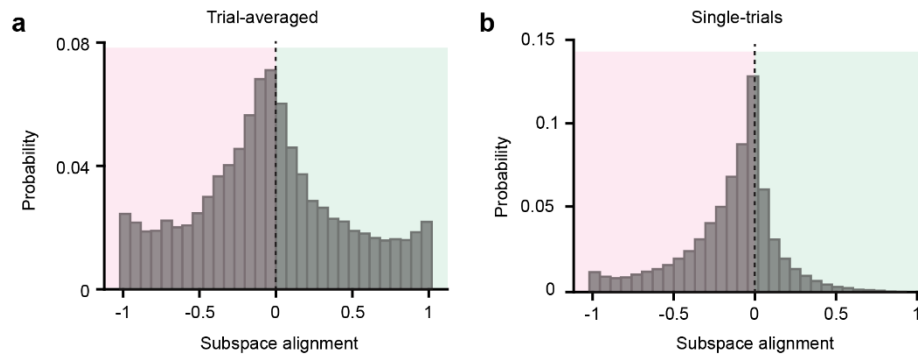 a
Trial-averaged
0.08
0.04
0
Probability
-1 -0.5 0 0.5 1
Subspace alignment
b
Single-trials
0.15
0.1
0.05
0
Probability
-1 -0.5 0 0.5 1
Subspace alignment